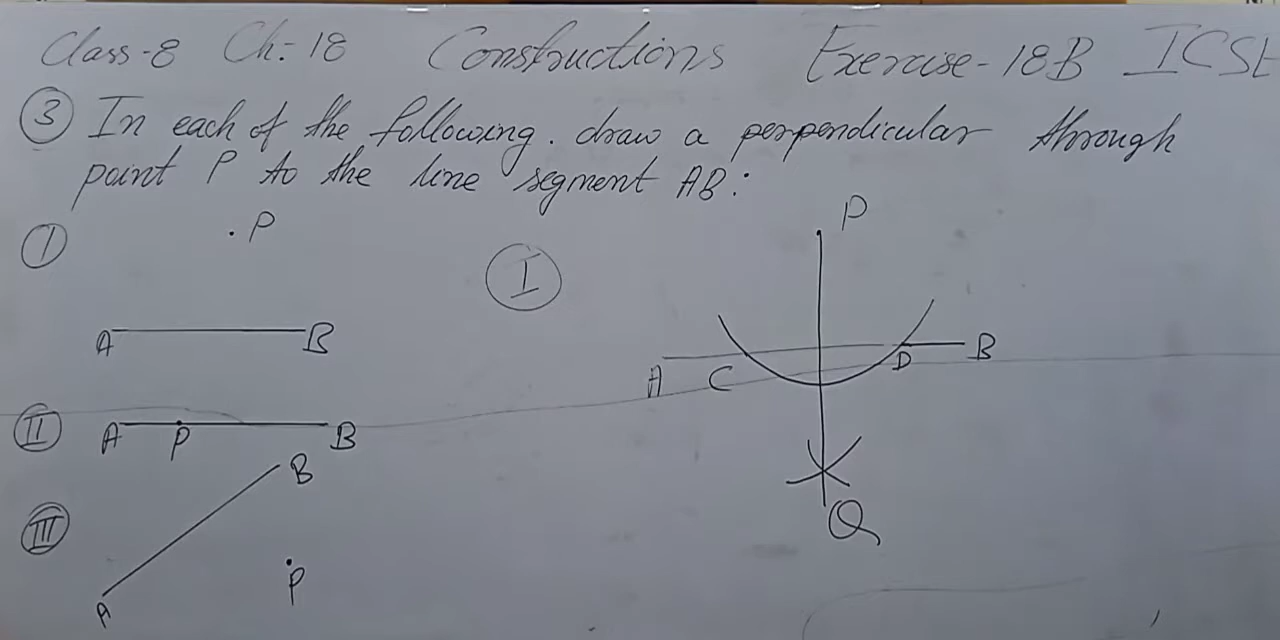 Class-8 Ch:-18 Constructions Exercise-18B ICSE
③ In each of the following. draw a perpendicular through
point P to the line segment AB:
Ⓘ .P
A B
Ⓘ P
A C D B
Q
Ⅱ A P B
B
Ⅲ
P
A